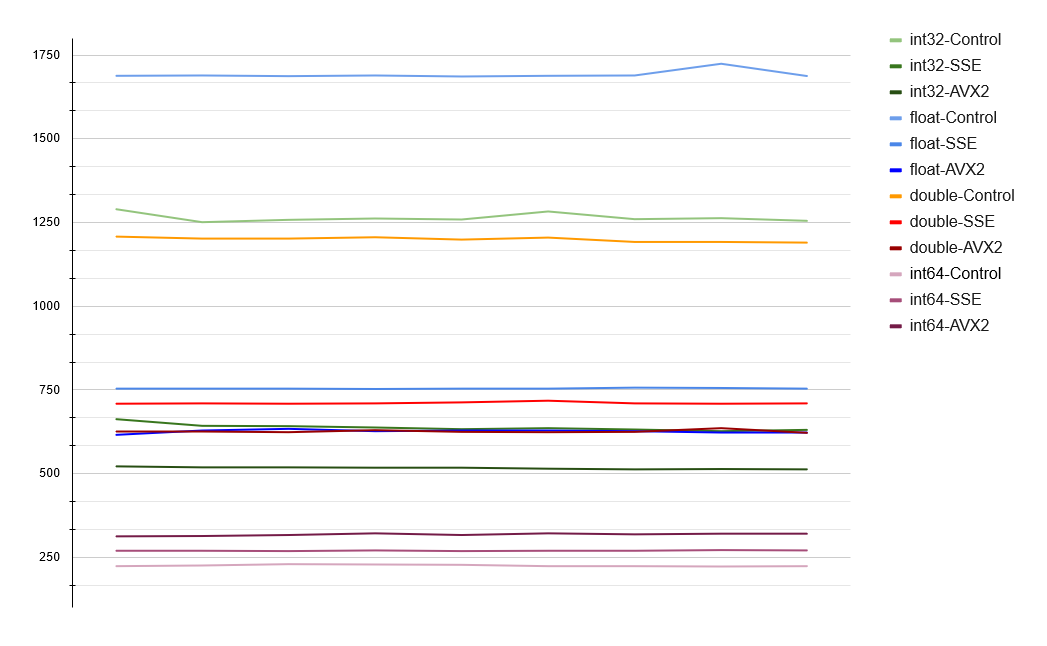 1750
1500
1250
1000
750
500
250
int32-Control
int32-SSE
int32-AVX2
float-Control
float-SSE
float-AVX2
double-Control
double-SSE
double-AVX2
int64-Control
int64-SSE
int64-AVX2